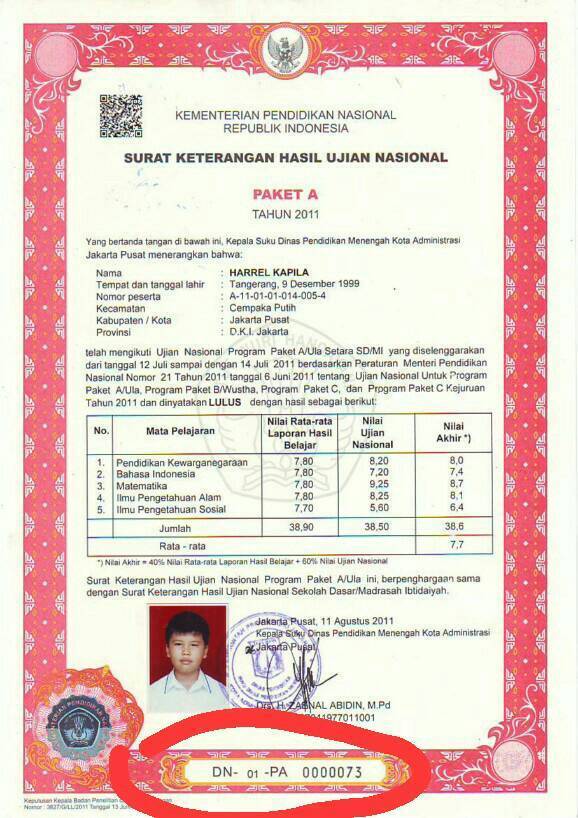 KEMENTERIAN PENDIDIKAN NASIONAL
REPUBLIK INDONESIA
SURAT KETERANGAN HASIL UJIAN NASIONAL
PAKET A
TAHUN 2011
Yang bertanda tangan di bawah ini, Kepala Suku Dinas Pendidikan Menengah Kota Administrasi
Jakarta Pusat menerangkan bahwa:
Nama : HARREL KAPILA
Tempat dan tanggal lahir : Tangerang, 9 Desember 1999
Nomor peserta : A-11-01-01-014-005-4
Kecamatan : Cempaka Putih
Kabupaten / Kota : Jakarta Pusat
Provinsi : D.K.I. Jakarta
telah mengikuti Ujian Nasional Program Paket A/Ula Setara SD/MI yang diselenggarakan
dari tanggal 12 Juli sampai dengan 14 Juli 2011 berdasarkan Peraturan Menteri Pendidikan
Nasional Nomor 21 Tahun 2011 tanggal 6 Juni 2011 tentang Ujian Nasional Untuk Program
Paket A/Ula, Program Paket B/Wustha, Program Paket C, dan Program Paket C Kejuruan
Tahun 2011 dan dinyatakan LULUS dengan hasil sebagai berikut:
No. Mata Pelajaran Nilai Rata-rata Laporan Hasil Belajar Nilai Ujian Nasional Nilai Akhir *)
1. Pendidikan Kewarganegaraan 7,80 8,20 8,0
2. Bahasa Indonesia 7,80 7,20 7,4
3. Matematika 7,80 9,25 8,7
4. Ilmu Pengetahuan Alam 7,80 8,25 8,1
5. Ilmu Pengetahuan Sosial 7,70 5,60 6,4
Jumlah 38,90 38,50 38,6
Rata - rata 7,7
*) Nilai Akhir = 40% Nilai Rata-rata Laporan Hasil Belajar + 60% Nilai Ujian Nasional
Surat Keterangan Hasil Ujian Nasional Program Paket A/Ula ini, berpenghargaan sama
dengan Surat Keterangan Hasil Ujian Nasional Sekolah Dasar/Madrasah Ibtidaiyah.
Jakarta Pusat, 11 Agustus 2011
Kepala Suku Dinas Pendidikan Menengah Kota Administrasi
Jakarta Pusat,
Drs. H. ZAENAL ABIDIN, M.Pd
DN- 01 -PA 0000073
Keputusan Kepala Badan Penelitian
Nomor : 3827/G/LL/2011 Tanggal 13